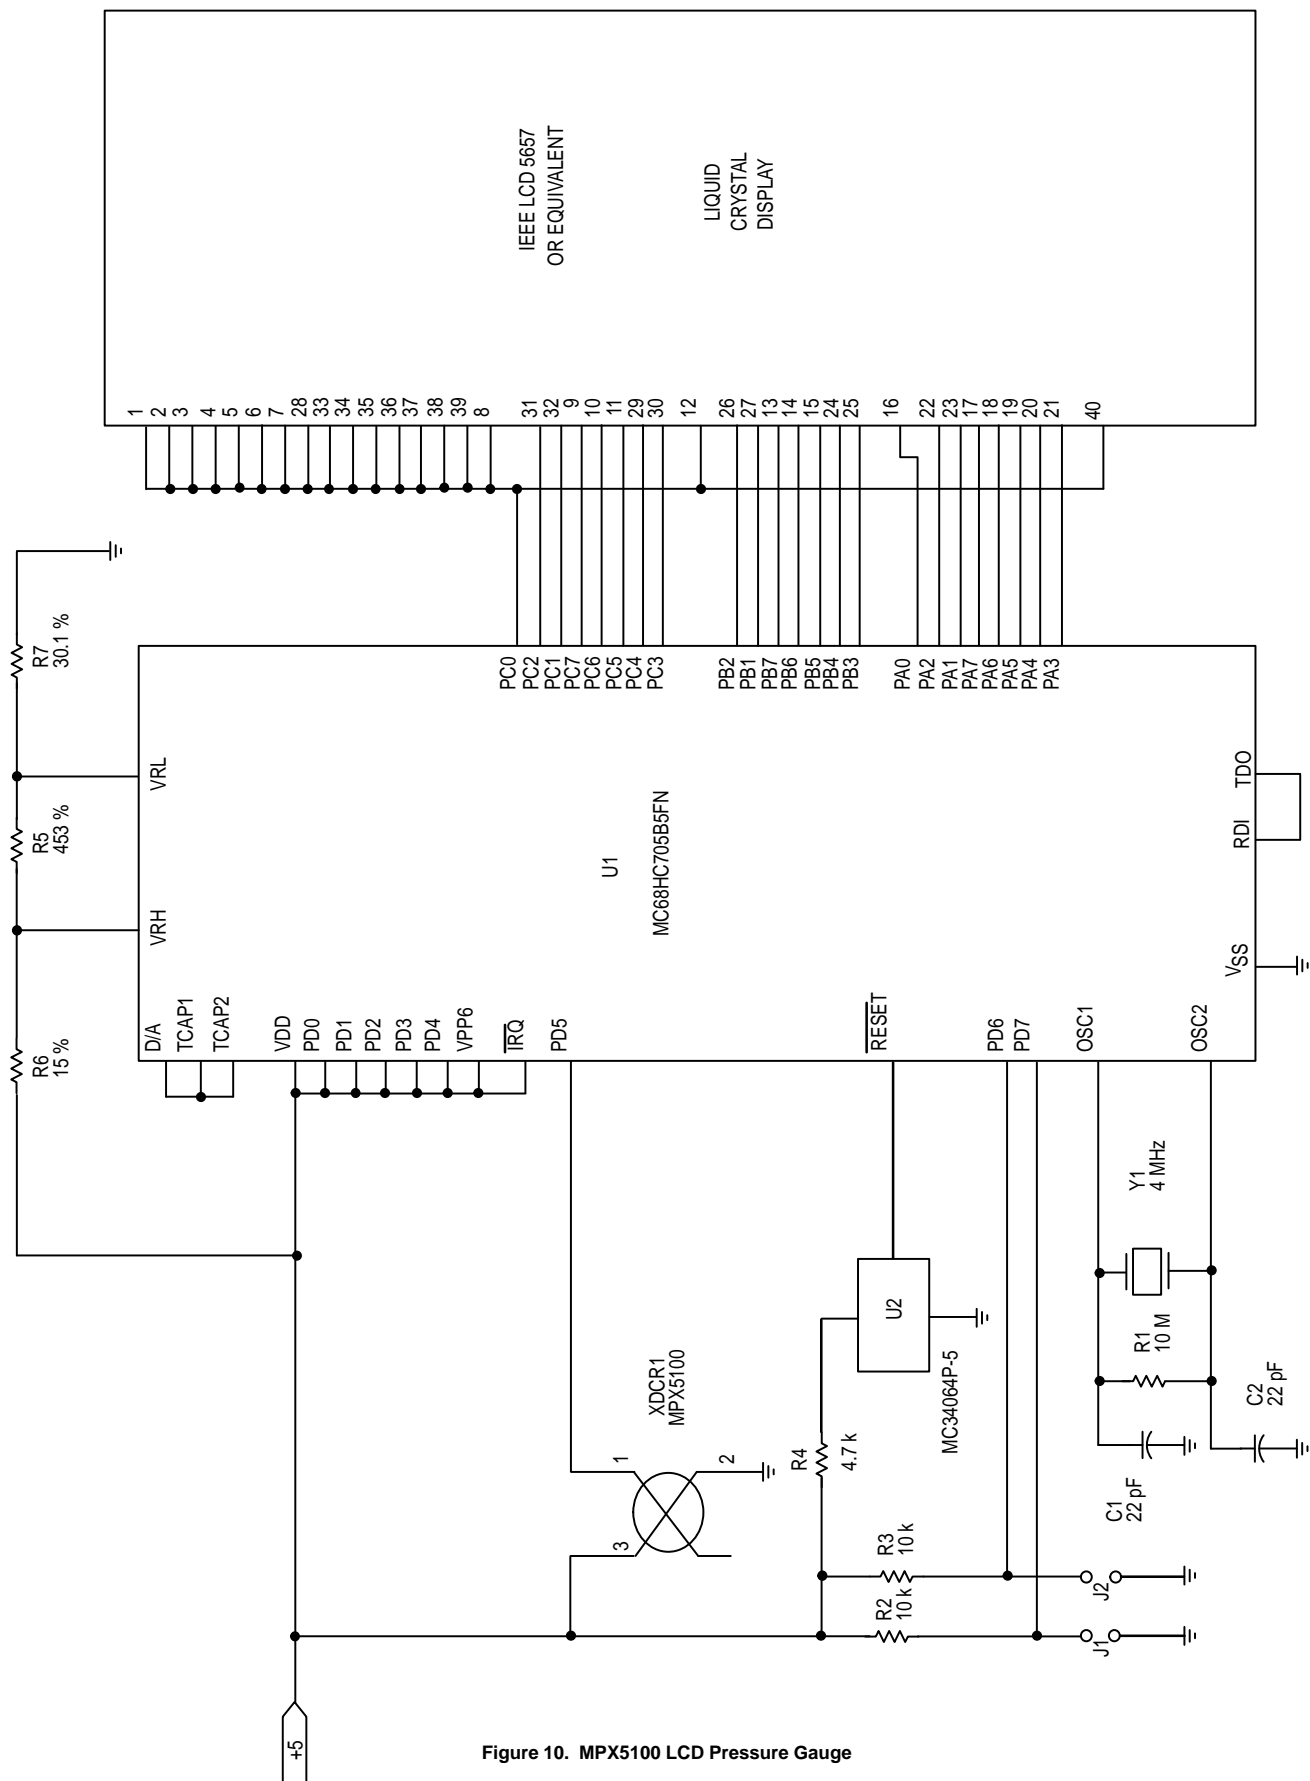 IEEE LCD 5657
OR EQUIVALENT
LIQUID
CRYSTAL
DISPLAY
1
2
3
4
5
6
7
28
33
34
35
36
37
38
39
8
31
32
9
10
11
29
30
12
26
27
13
14
15
24
25
16
22
23
17
18
19
20
21
40
R7
30.1 %
R5
453 %
R6
15 %
VRL
VRH
PC0
PC2
PC1
PC7
PC6
PC5
PC4
PC3
PB2
PB1
PB7
PB6
PB5
PB4
PB3
PA0
PA2
PA1
PA7
PA6
PA5
PA4
PA3
TDO
RDI
VSS
U1
MC68HC705B5FN
D/A
TCAP1
TCAP2
VDD
PD0
PD1
PD2
PD3
PD4
VPP6
IRQ
PD5
RESET
PD6
PD7
OSC1
OSC2
Y1
4 MHz
R1
10 M
C2
22 pF
C1
22 pF
U2
MC34064P-5
XDCR1
MPX5100
1
2
3
R4
4.7 k
R3
10 k
R2
10 k
J2
J1
+5
Figure 10. MPX5100 LCD Pressure Gauge